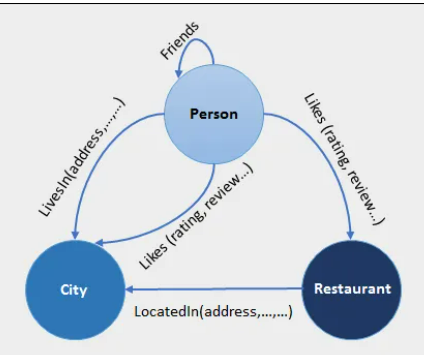 Friends
Person
LivesIn(address,...,...)
Likes (rating, review...)
Likes (rating, review...)
City
Restaurant
LocatedIn(address,...,...)